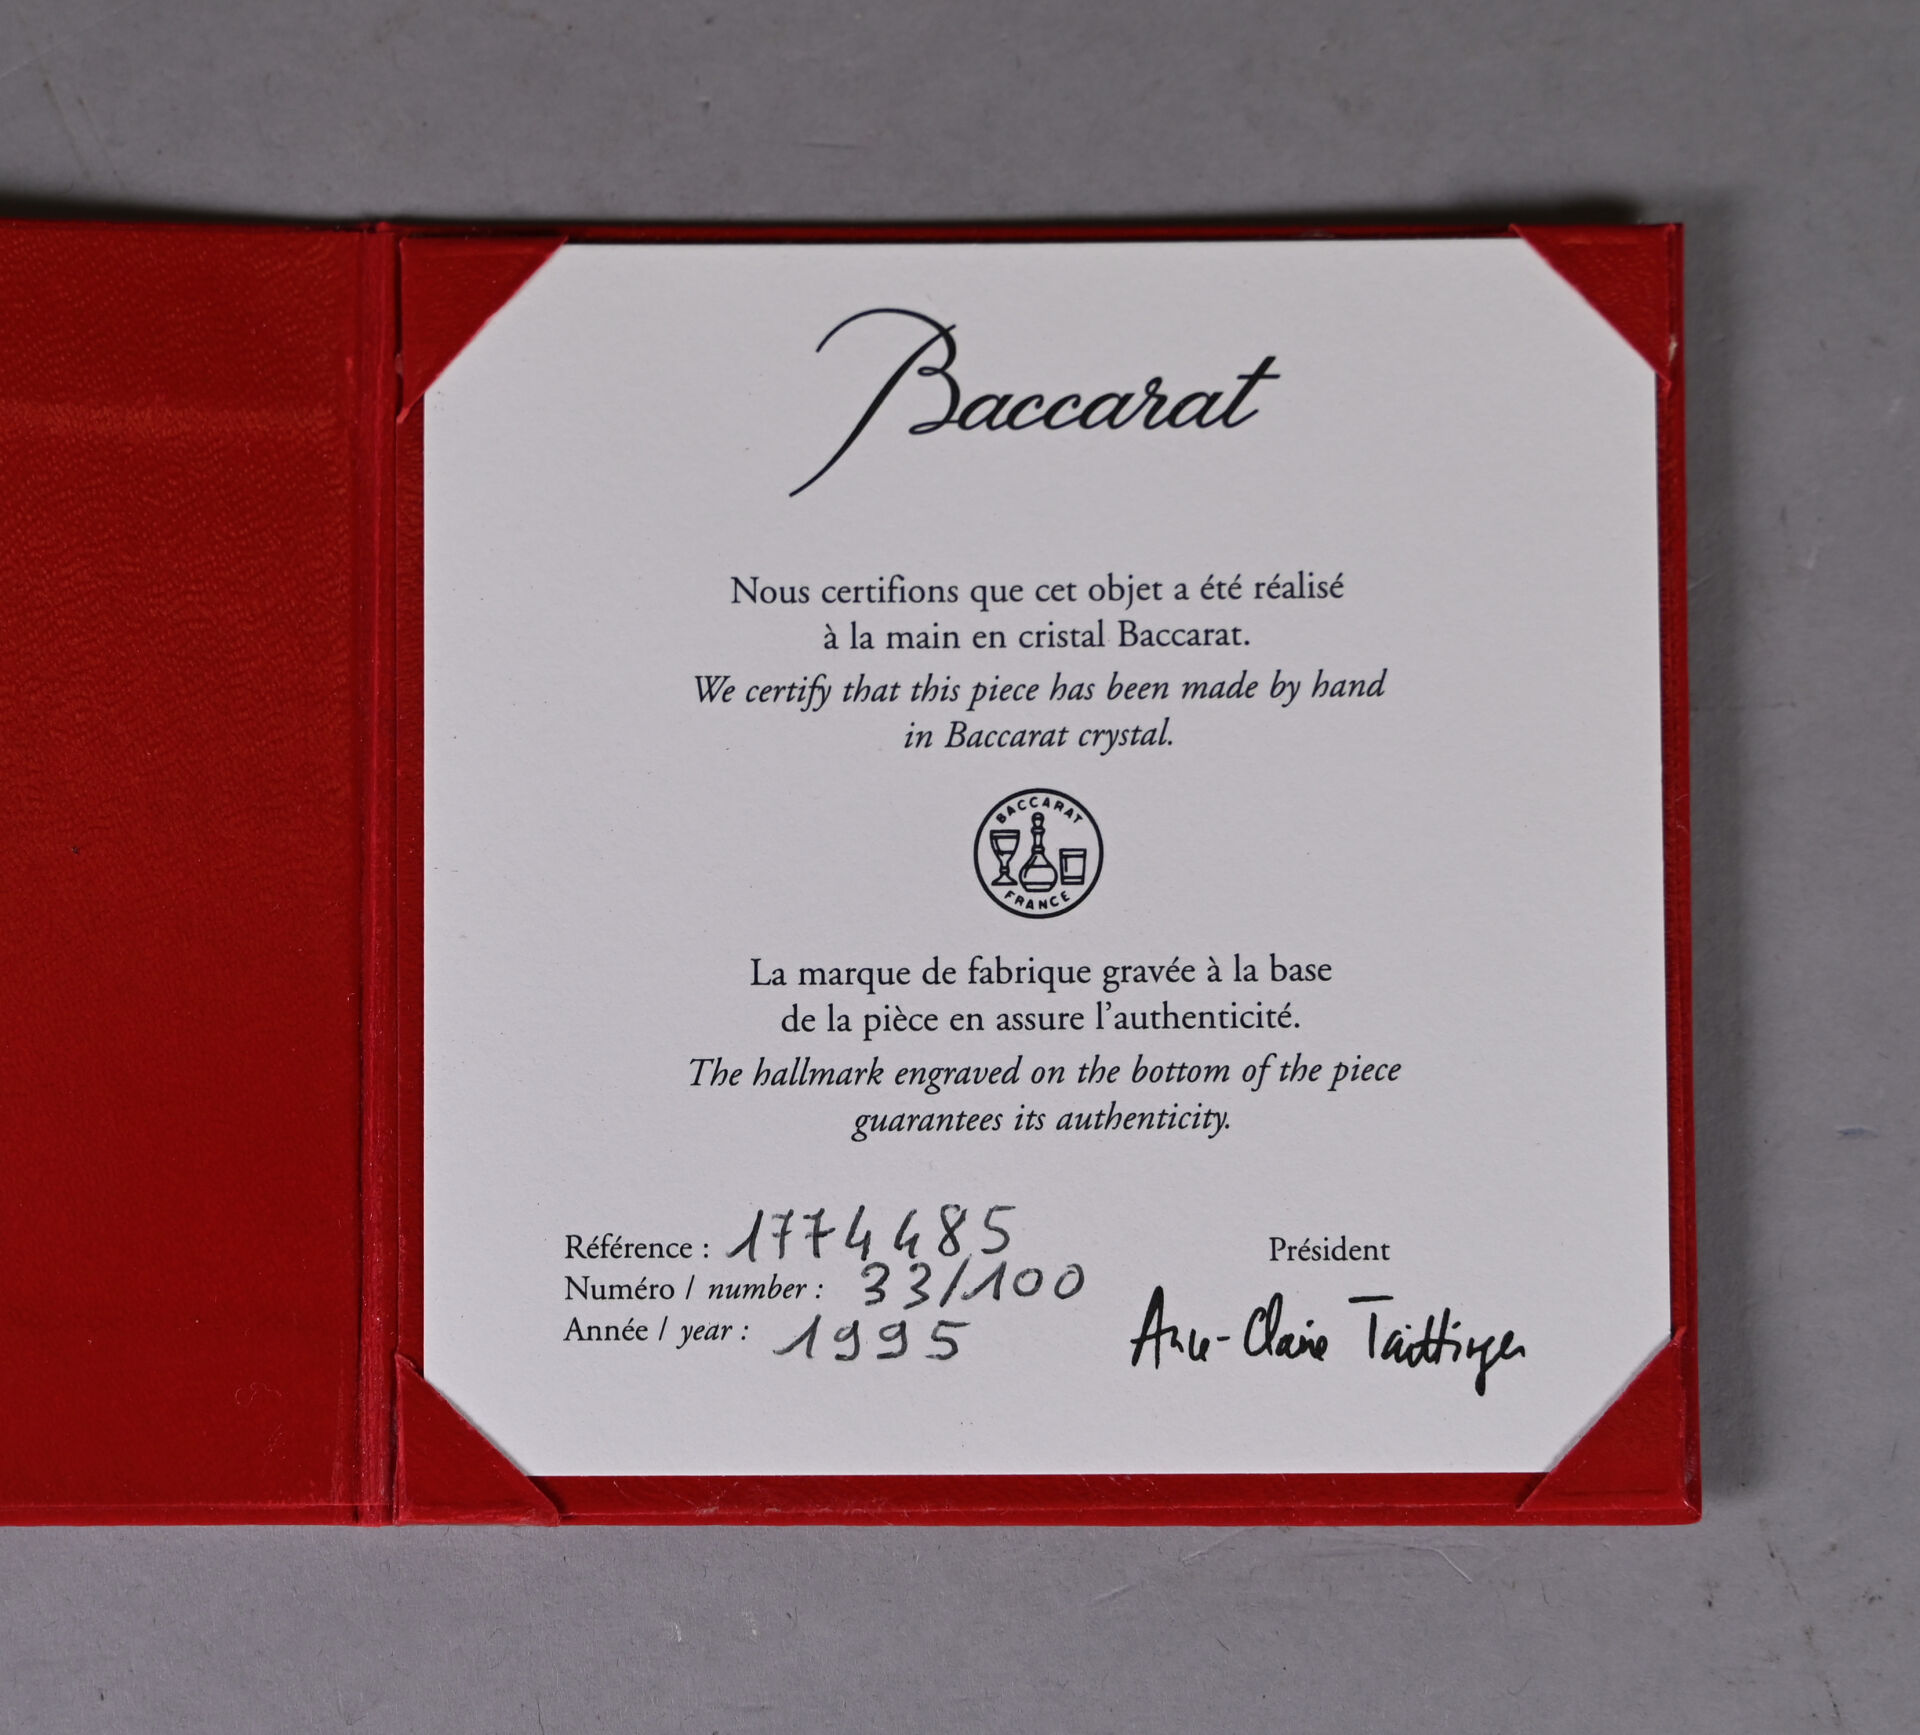 Baccarat
Nous certifions que cet objet a été réalisé
à la main en cristal Baccarat.
We certify that this piece has been made by hand
in Baccarat crystal.
BACCARAT
FRANCE
La marque de fabrique gravée à la base
de la pièce en assure l'authenticité.
The hallmark engraved on the bottom of the piece
guarantees its authenticity.
Référence : 1774485
Numéro / number : 33/100
Année / year : 1995
Président
Anne-Claire Taittinger